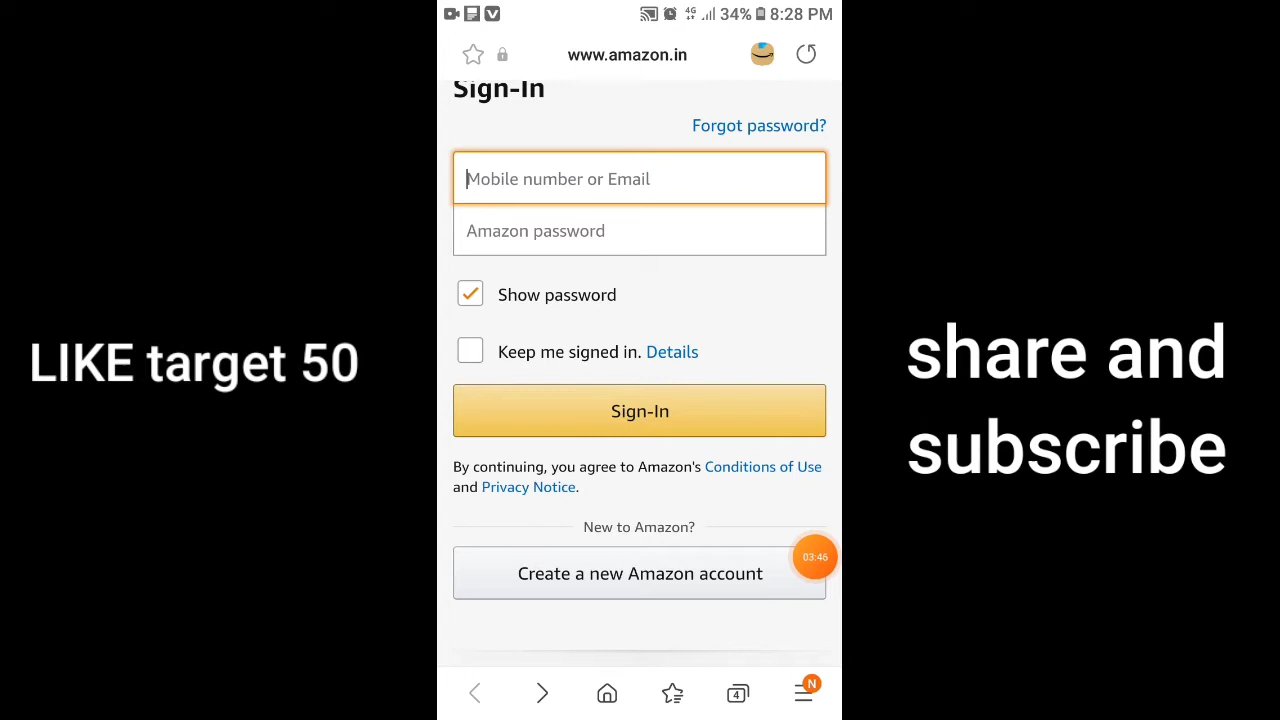 4G 34% 8:28 PM
www.amazon.in
Sign-In
Forgot password?
Mobile number or Email
Amazon password
Show password
Keep me signed in. Details
Sign-In
By continuing, you agree to Amazon's Conditions of Use
and Privacy Notice.
New to Amazon?
Create a new Amazon account
03:46
4
N
LIKE target 50
share and
subscribe